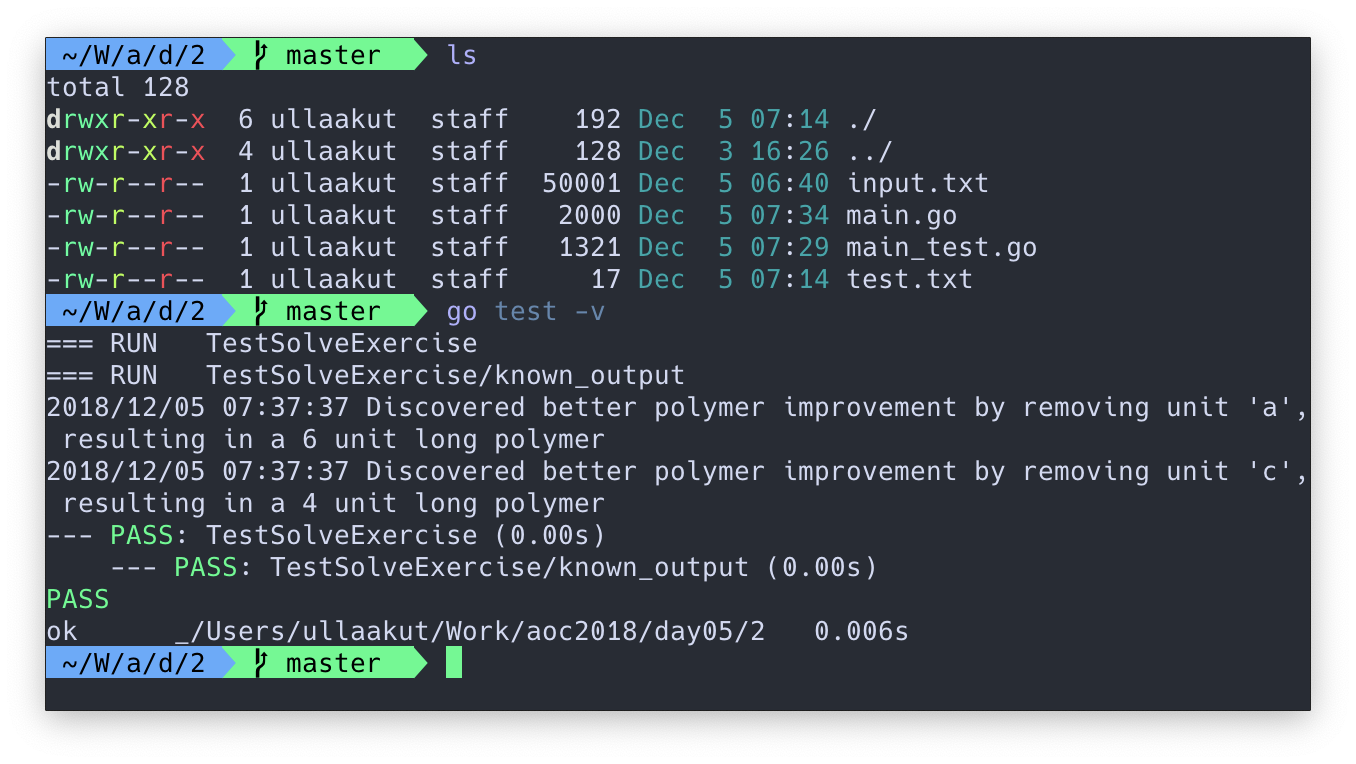 ~/W/a/d/2 master ls
total 128
drwxr-xr-x  6 ullaakut  staff    192 Dec  5 07:14 ./
drwxr-xr-x  4 ullaakut  staff    128 Dec  3 16:26 ../
-rw-r--r--  1 ullaakut  staff  50001 Dec  5 06:40 input.txt
-rw-r--r--  1 ullaakut  staff   2000 Dec  5 07:34 main.go
-rw-r--r--  1 ullaakut  staff   1321 Dec  5 07:29 main_test.go
-rw-r--r--  1 ullaakut  staff     17 Dec  5 07:14 test.txt
~/W/a/d/2 master go test -v
=== RUN   TestSolveExercise
=== RUN   TestSolveExercise/known_output
2018/12/05 07:37:37 Discovered better polymer improvement by removing unit 'a',
 resulting in a 6 unit long polymer
2018/12/05 07:37:37 Discovered better polymer improvement by removing unit 'c',
 resulting in a 4 unit long polymer
--- PASS: TestSolveExercise (0.00s)
    --- PASS: TestSolveExercise/known_output (0.00s)
PASS
ok      _/Users/ullaakut/Work/aoc2018/day05/2   0.006s
~/W/a/d/2 master